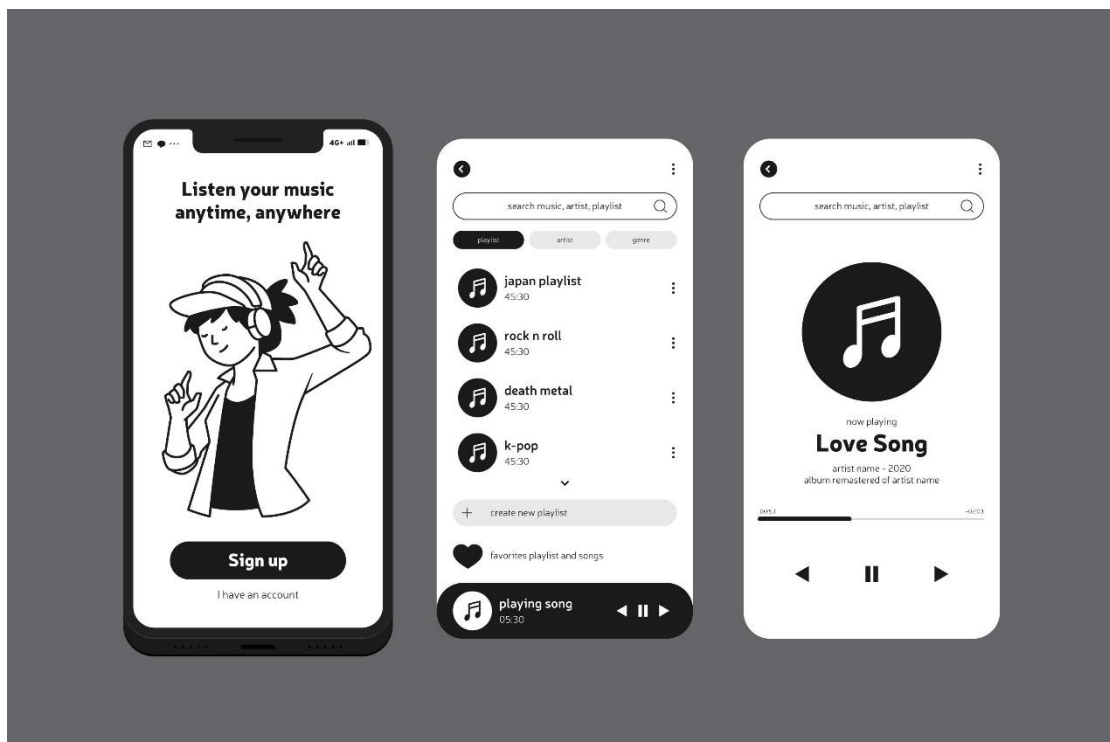 4G+
Listen your music
anytime, anywhere
Sign up
I have an account
search music, artist, playlist
playlist
artist
genre
japan playlist
45:30
rock n roll
45:30
death metal
45:30
k-pop
45:30
create new playlist
favorites playlist and songs
playing song
05:30
search music, artist, playlist
now playing
Love Song
artist name - 2020
album remastered of artist name
00:53